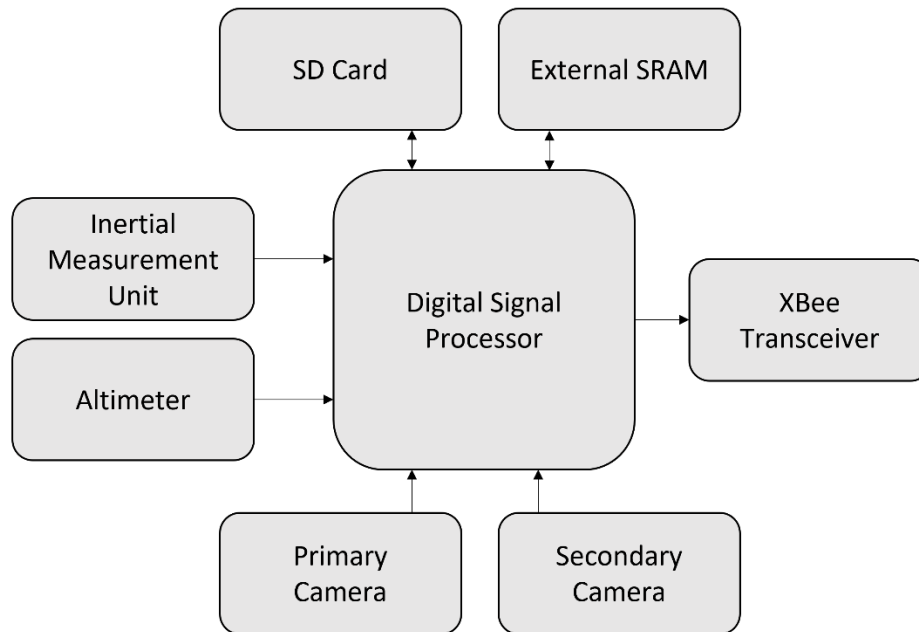 SD Card
External SRAM
Inertial
Measurement
Unit
Digital Signal
Processor
XBee
Transceiver
Altimeter
Primary
Camera
Secondary
Camera